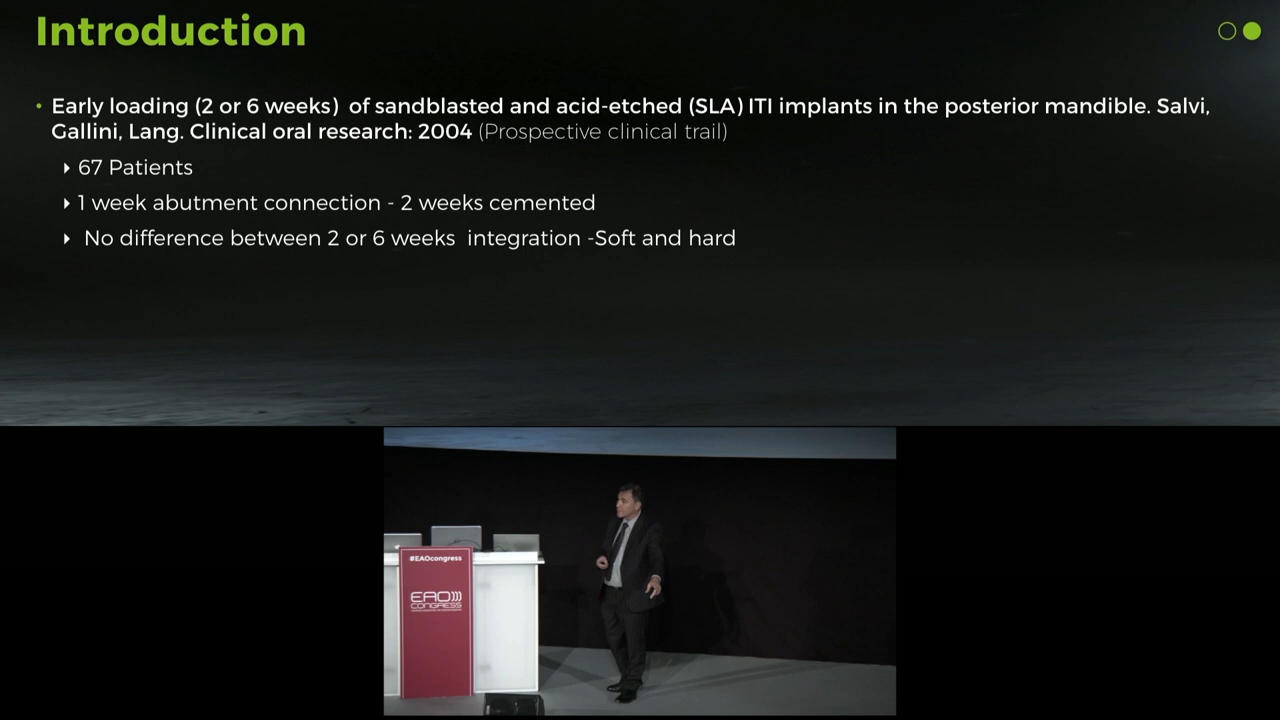 Introduction
• Early loading (2 or 6 weeks) of sandblasted and acid-etched (SLA) ITI implants in the posterior mandible. Salvi,
Gallini, Lang. Clinical oral research: 2004 (Prospective clinical trail)
67 Patients
1 week abutment connection - 2 weeks cemented
No difference between 2 or 6 weeks integration -Soft and hard
#EAOcongress
EAO
CONGRESS